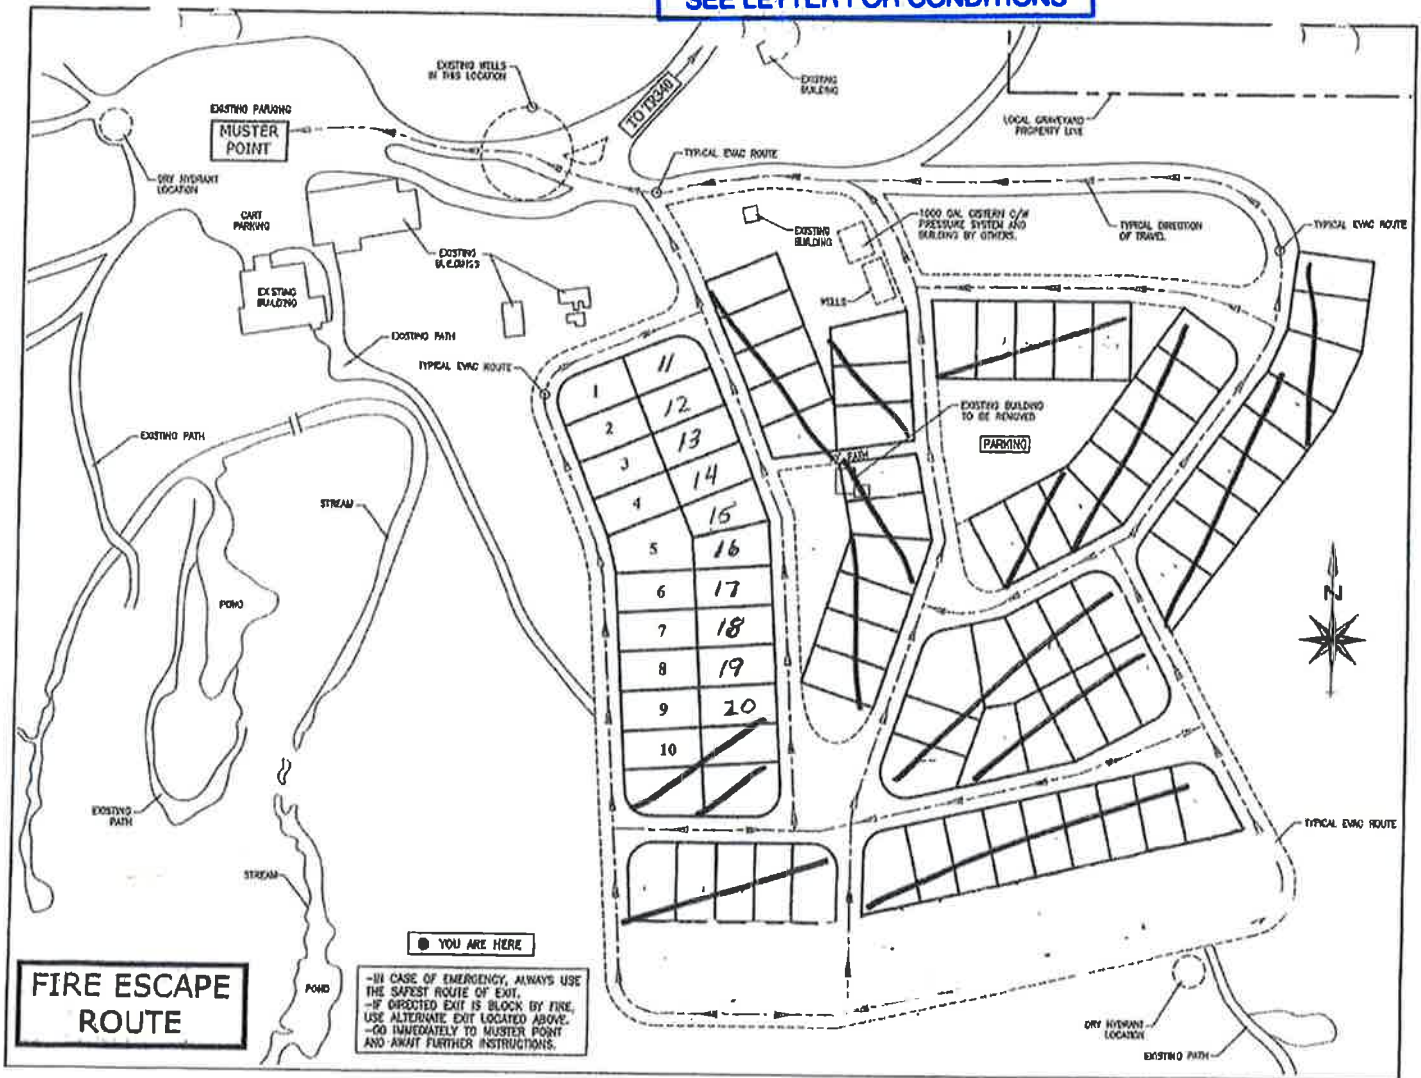 SEE LETTER FOR CONDITIONS
EXISTING WELLS
IN THIS LOCATION
EXISTING
BUILDING
TO TR340
LOCAL GRAVEYARD
PROPERTY LINE
EXISTING PARKING
MUSTER
POINT
TYPICAL EVAC ROUTE
DRY HYDRANT
LOCATION
CART
PARKING
1000 GAL CISTERN C/W
PRESSURE SYSTEM AND
BUILDING BY OTHERS.
TYPICAL DIRECTION
OF TRAVEL
TYPICAL EVAC ROUTE
EXISTING
BUILDING
EXISTING
BUILDINGS
EXISTING
BUILDING
WELLS
EXISTING PATH
TYPICAL EVAC ROUTE
1 11
2 12
3 13
4 14
15
5 16
6 17
7 18
8 19
9 20
10
EXISTING BUILDING
TO BE REMOVED
PARKING
PATH
EXISTING PATH
STREAM
POND
N
EXISTING
PATH
TYPICAL EVAC ROUTE
STREAM
YOU ARE HERE
FIRE ESCAPE
ROUTE
POND
-IN CASE OF EMERGENCY, ALWAYS USE
THE SAFEST ROUTE OF EXIT.
-IF DIRECTED EXIT IS BLOCK BY FIRE,
USE ALTERNATE EXIT LOCATED ABOVE.
-GO IMMEDIATELY TO MUSTER POINT
AND AWAIT FURTHER INSTRUCTIONS.
DRY HYDRANT
LOCATION
EXISTING PATH